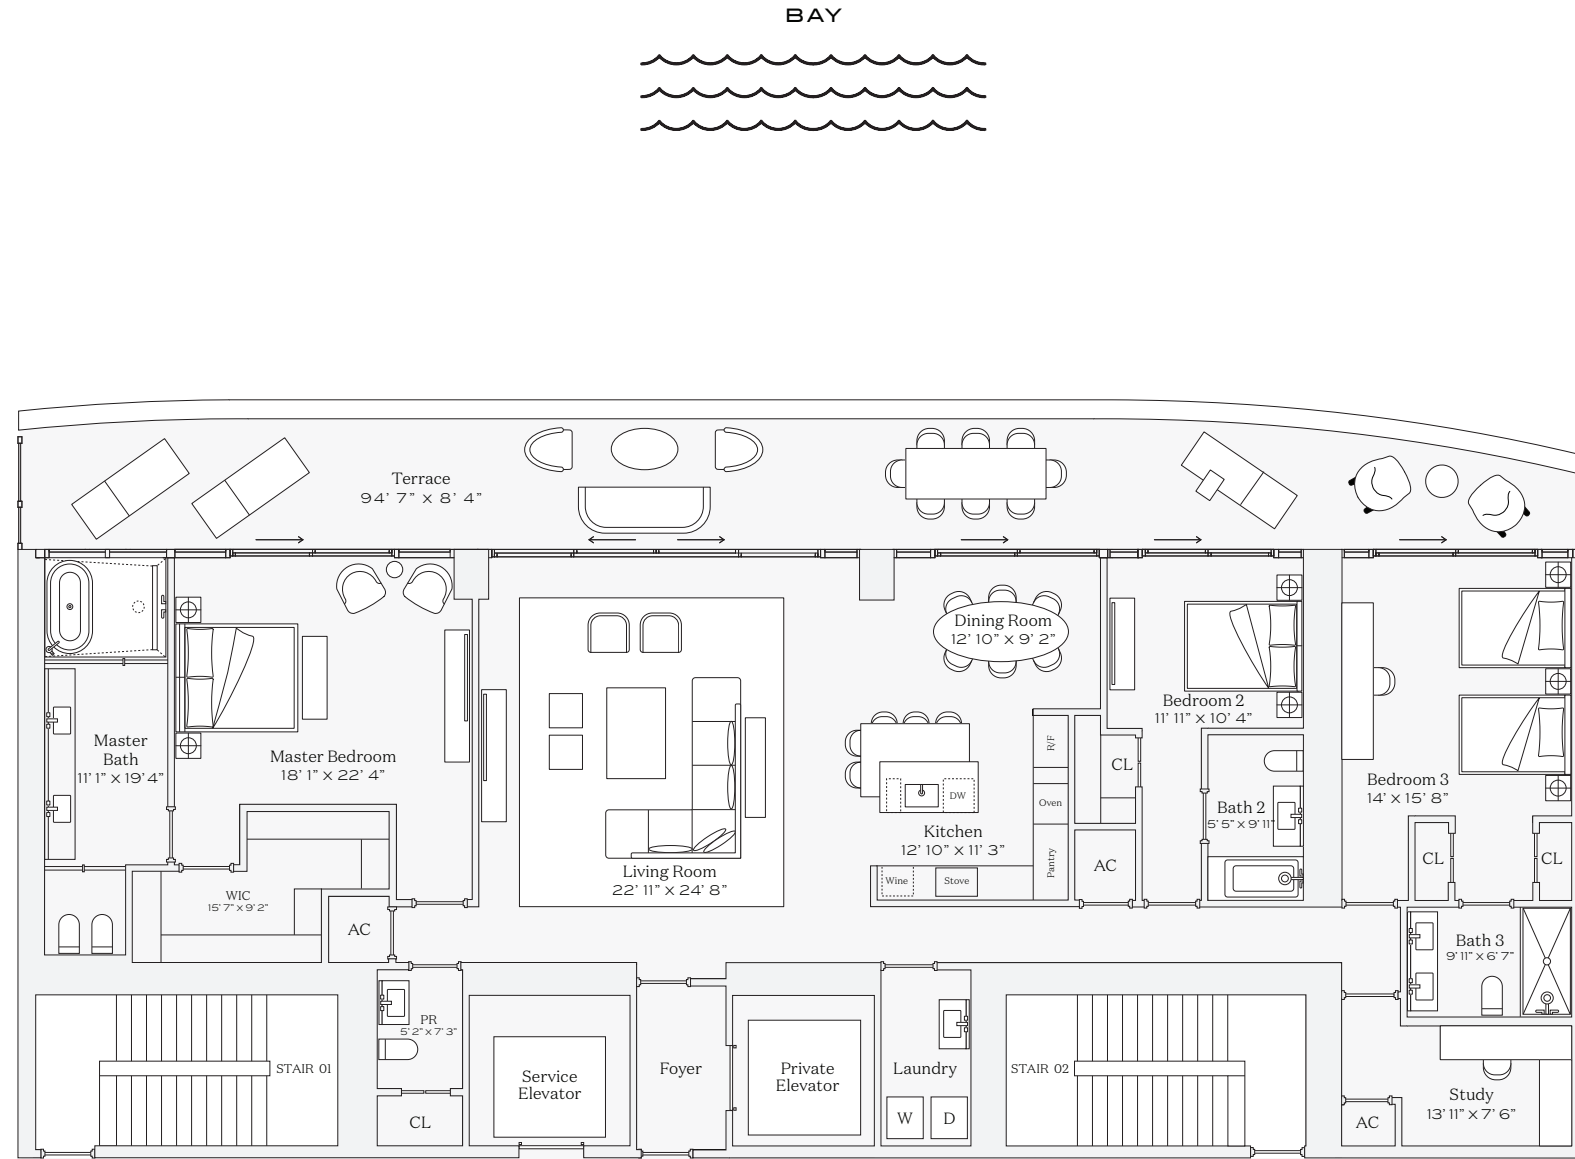 BAY
Terrace
94' 7" X 8' 4"
Dining Room
12' 10" X 9' 2"
Bedroom 2
11' 11" X 10' 4"
Master
Bath
11' 1" X 19' 4"
Master Bedroom
18' 1" X 22' 4"
R/F
CL
Bedroom 3
14' X 15' 8"
DW
Oven
Bath 2
5' 5" X 9' 11"
Kitchen
12' 10" X 11' 3"
Pantry
AC
CL
CL
Living Room
22' 11" X 24' 8"
Wine
Stove
WIC
15' 7" X 9' 2"
AC
Bath 3
9' 11" X 6' 7"
PR
5' 2" X 7' 3"
STAIR 01
Service
Elevator
Foyer
Private
Elevator
Laundry
STAIR 02
Study
13' 11" X 7' 6"
CL
W
D
AC